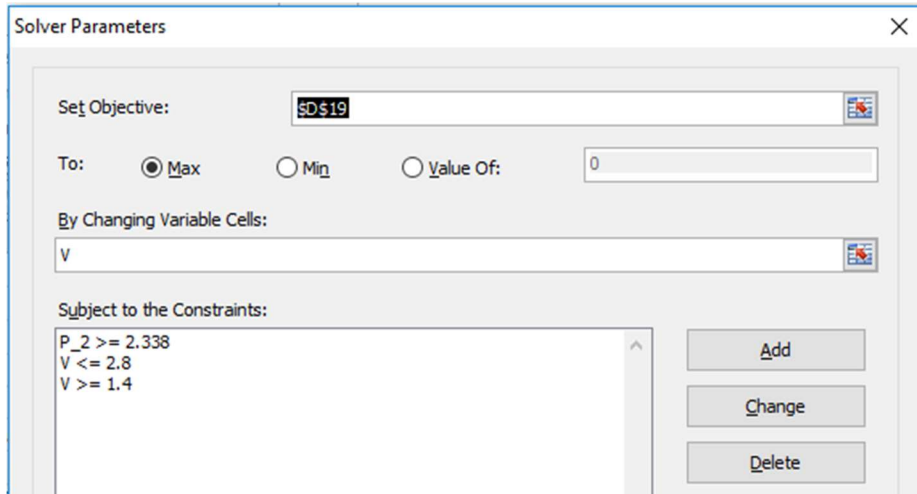 Solver Parameters
Set Objective: $D$19
To: Max Min Value Of: 0
By Changing Variable Cells:
V
Subject to the Constraints:
P_2 >= 2.338
V <= 2.8
V >= 1.4
Add
Change
Delete